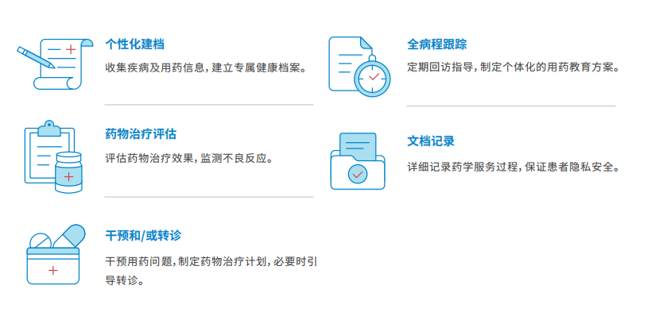 个性化建档
收集疾病及用药信息，建立专属健康档案。
药物治疗评估
评估药物治疗效果，监测不良反应。
干预和/或转诊
干预用药问题，制定药物治疗计划，必要时引
导转诊。
全病程跟踪
定期回访指导，制定个体化的用药教育方案。
文档记录
详细记录药学服务过程，保证患者隐私安全。